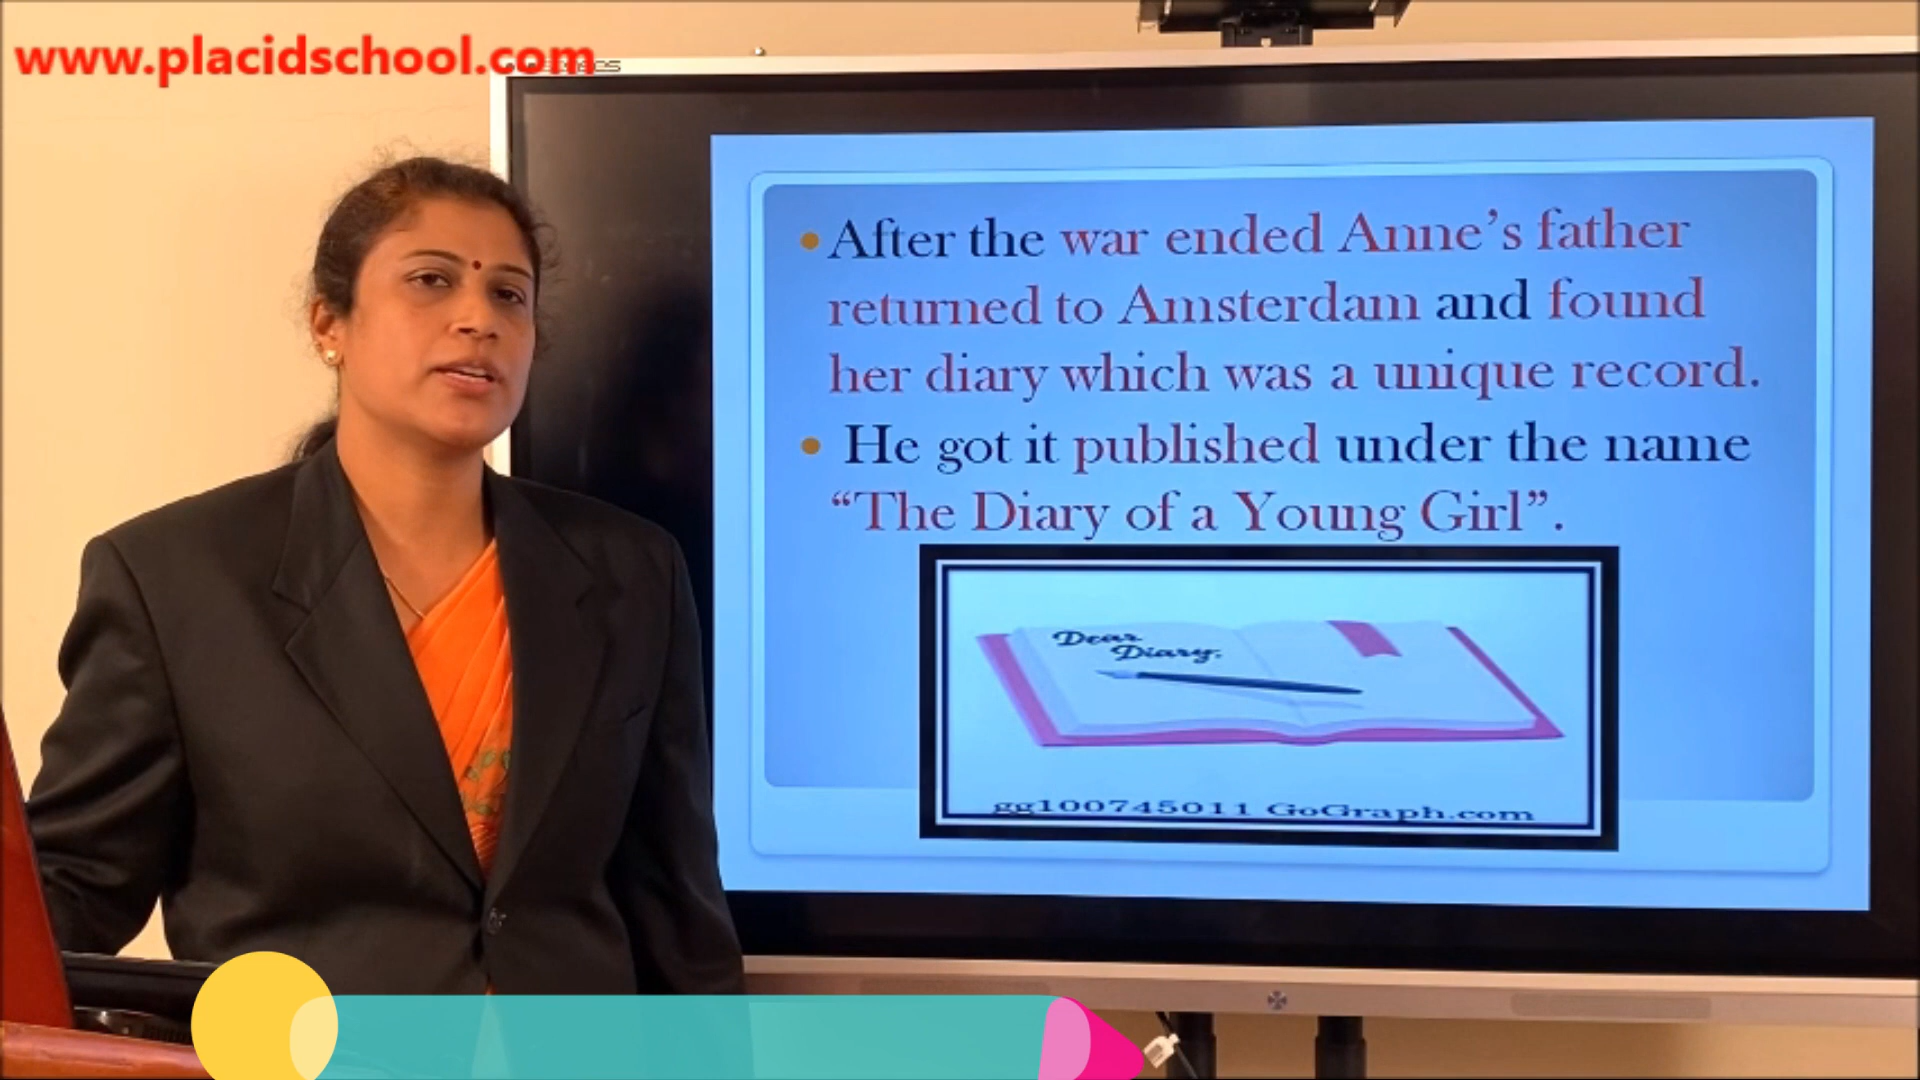 www.placidschool.com
• After the war ended Anne's father
returned to Amsterdam and found
her diary which was a unique record.
• He got it published under the name
“The Diary of a Young Girl”.
Dear
Diary.
gg100745011 GoGraph.com